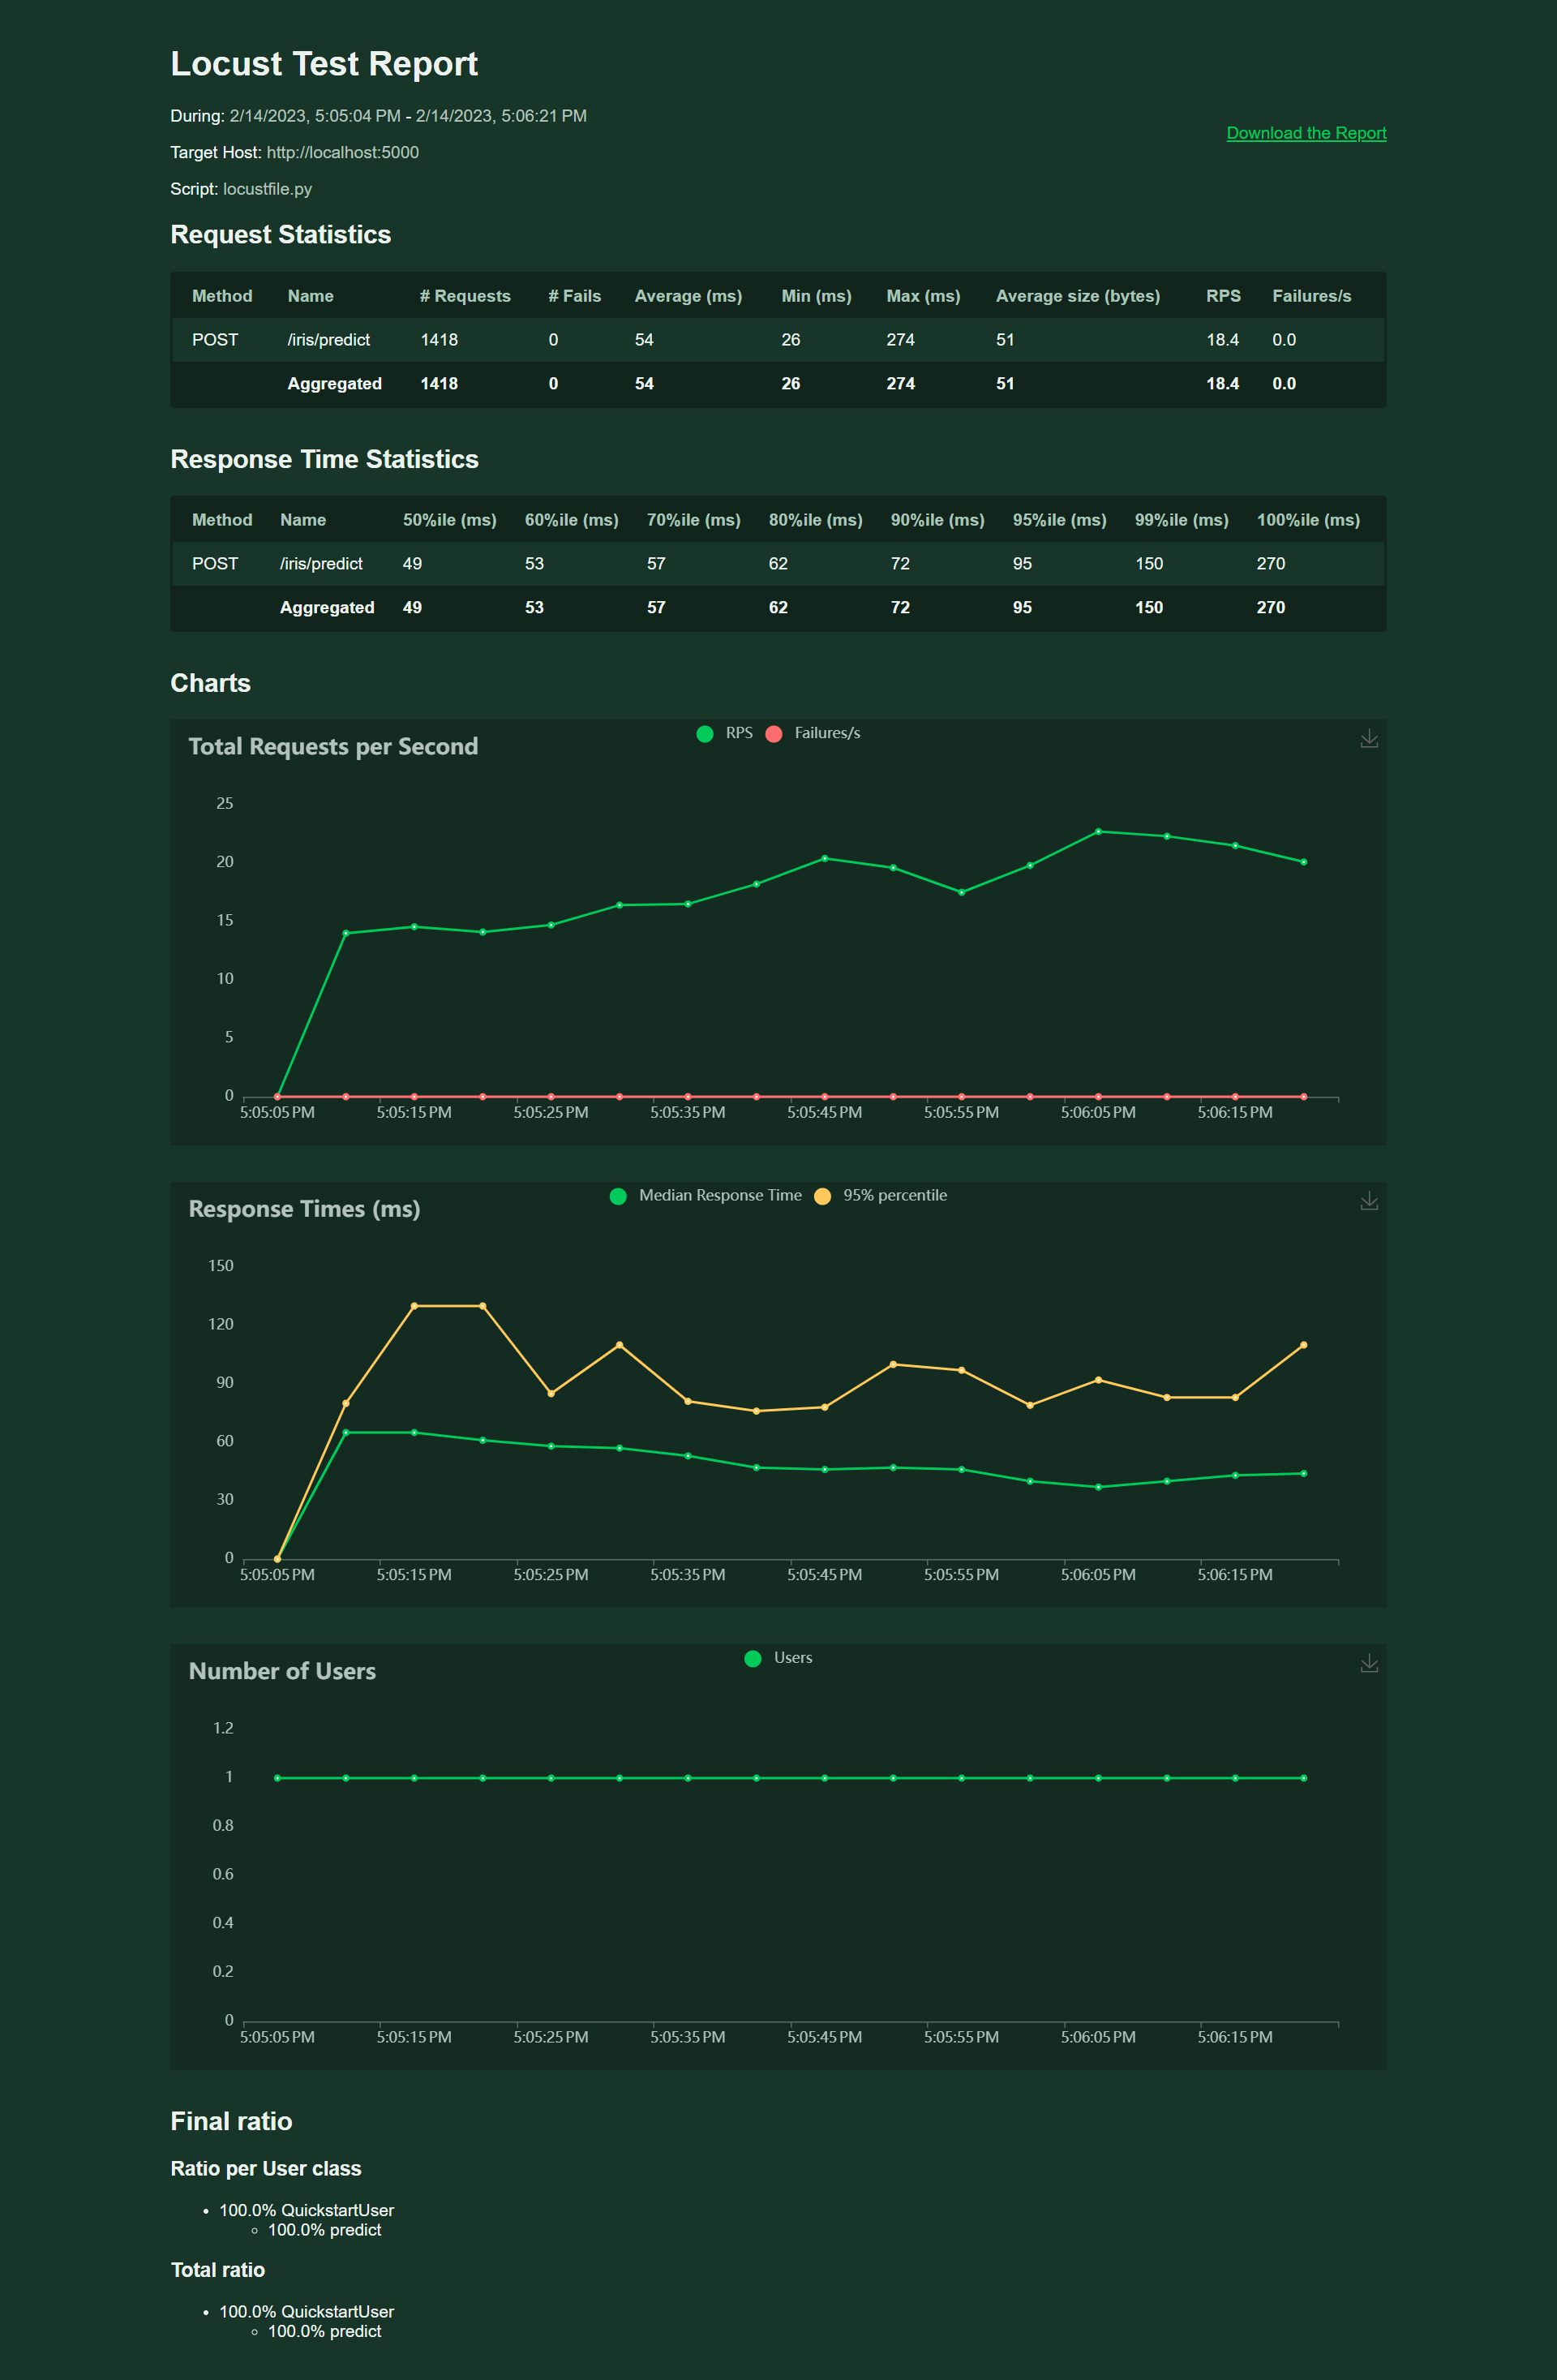 Locust Test Report
During: 2/14/2023, 5:05:04 PM - 2/14/2023, 5:06:21 PM
Download the Report
Target Host: http://localhost:5000
Script: locustfile.py
Request Statistics
Method Name # Requests # Fails Average (ms) Min (ms) Max (ms) Average size (bytes) RPS Failures/s
POST /iris/predict 1418 0 54 26 274 51 18.4 0.0
Aggregated 1418 0 54 26 274 51 18.4 0.0
Response Time Statistics
Method Name 50%ile (ms) 60%ile (ms) 70%ile (ms) 80%ile (ms) 90%ile (ms) 95%ile (ms) 99%ile (ms) 100%ile (ms)
POST /iris/predict 49 53 57 62 72 95 150 270
Aggregated 49 53 57 62 72 95 150 270
Charts
RPS Failures/s
Total Requests per Second
25
20
15
10
5
0
5:05:05 PM 5:05:15 PM 5:05:25 PM 5:05:35 PM 5:05:45 PM 5:05:55 PM 5:06:05 PM 5:06:15 PM
Median Response Time 95% percentile
Response Times (ms)
150
120
90
60
30
0
5:05:05 PM 5:05:15 PM 5:05:25 PM 5:05:35 PM 5:05:45 PM 5:05:55 PM 5:06:05 PM 5:06:15 PM
Users
Number of Users
1.2
1
0.8
0.6
0.4
0.2
0
5:05:05 PM 5:05:15 PM 5:05:25 PM 5:05:35 PM 5:05:45 PM 5:05:55 PM 5:06:05 PM 5:06:15 PM
Final ratio
Ratio per User class
100.0% QuickstartUser
100.0% predict
Total ratio
100.0% QuickstartUser
100.0% predict